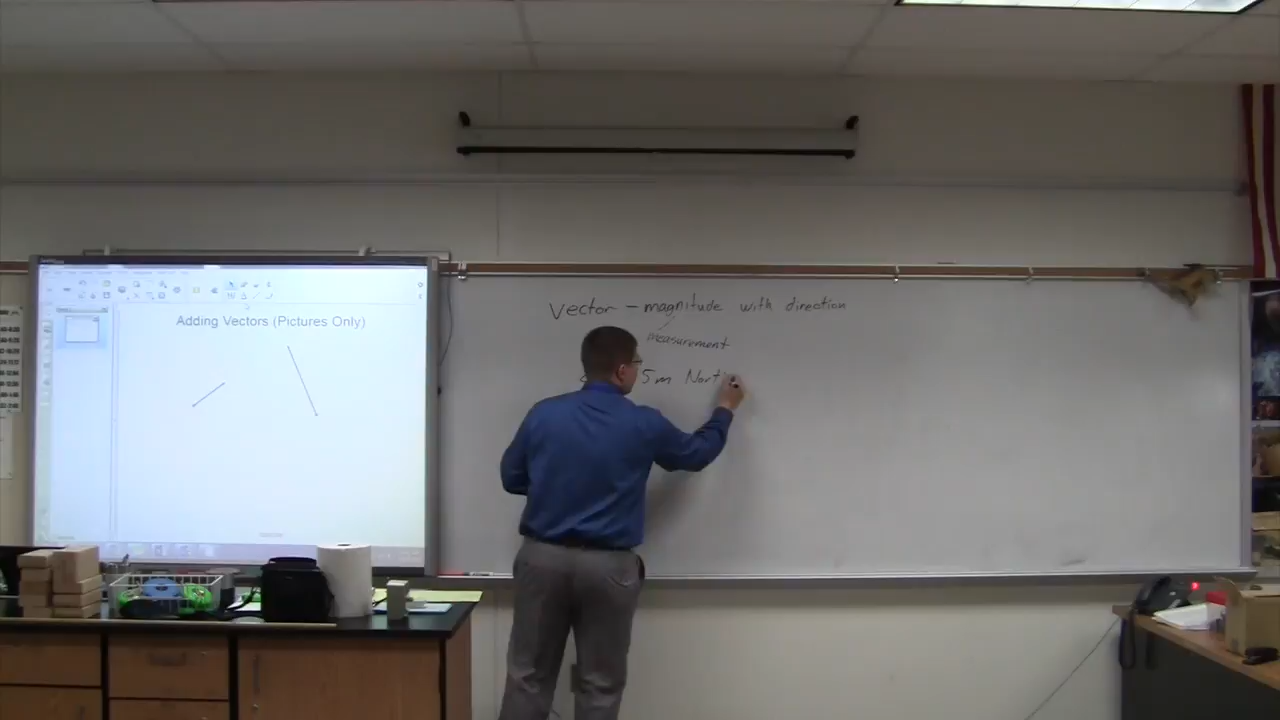 Adding Vectors (Pictures Only)
vector – magnitude with direction
measurement
5m Nort